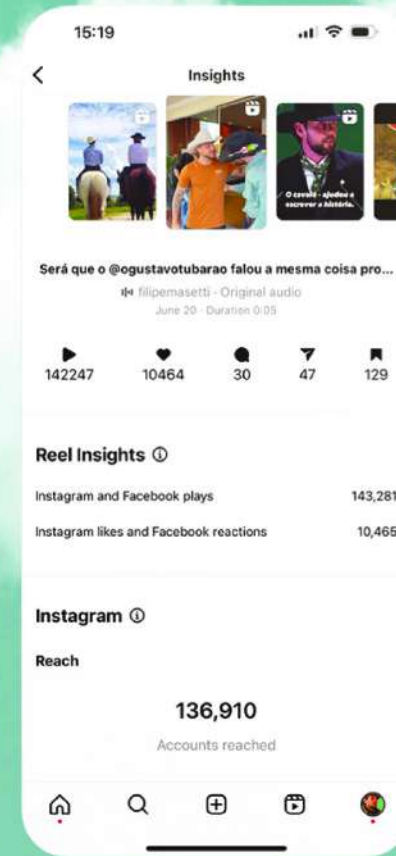 15:19
Insights
O cavalo - ajudou a
escrever a história.
Será que o @ogustavotubarao falou a mesma coisa pro...
filipemasetti - Original audio
June 20 · Duration 0:05
142247 10464 30 47 129
Reel Insights
Instagram and Facebook plays 143,281
Instagram likes and Facebook reactions 10,465
Instagram
Reach
136,910
Accounts reached